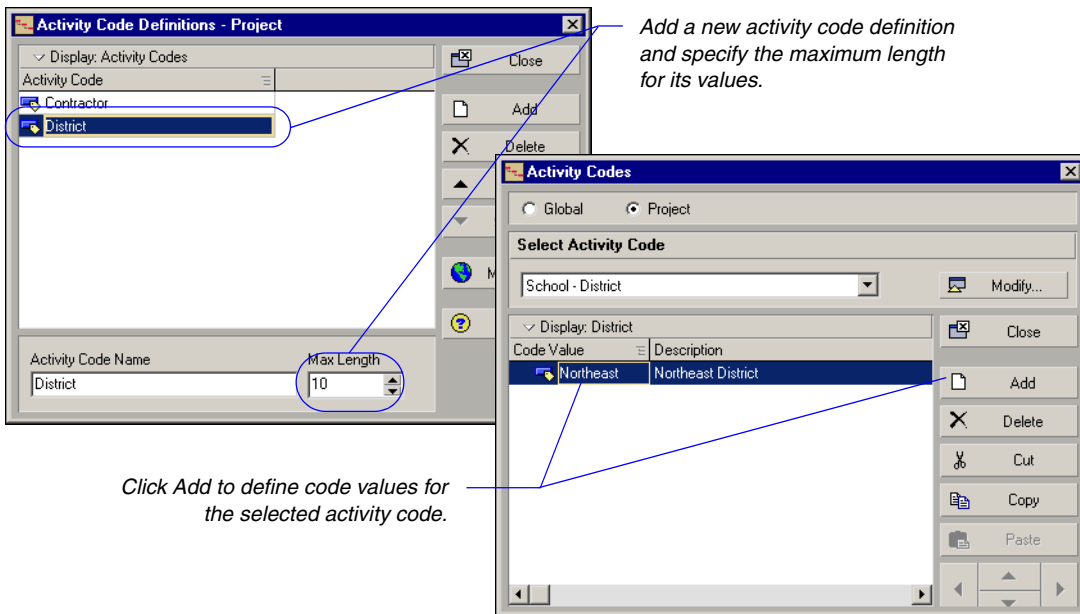 Activity Code Definitions - Project
Display: Activity Codes
Activity Code
Contractor
District
Close
Add
Delete
Activity Code Name
Max Length
District
10
Add a new activity code definition
and specify the maximum length
for its values.
Activity Codes
Global
Project
Select Activity Code
School - District
Modify...
Display: District
Code Value
Description
Northeast
Northeast District
Close
Add
Delete
Cut
Copy
Paste
Click Add to define code values for
the selected activity code.